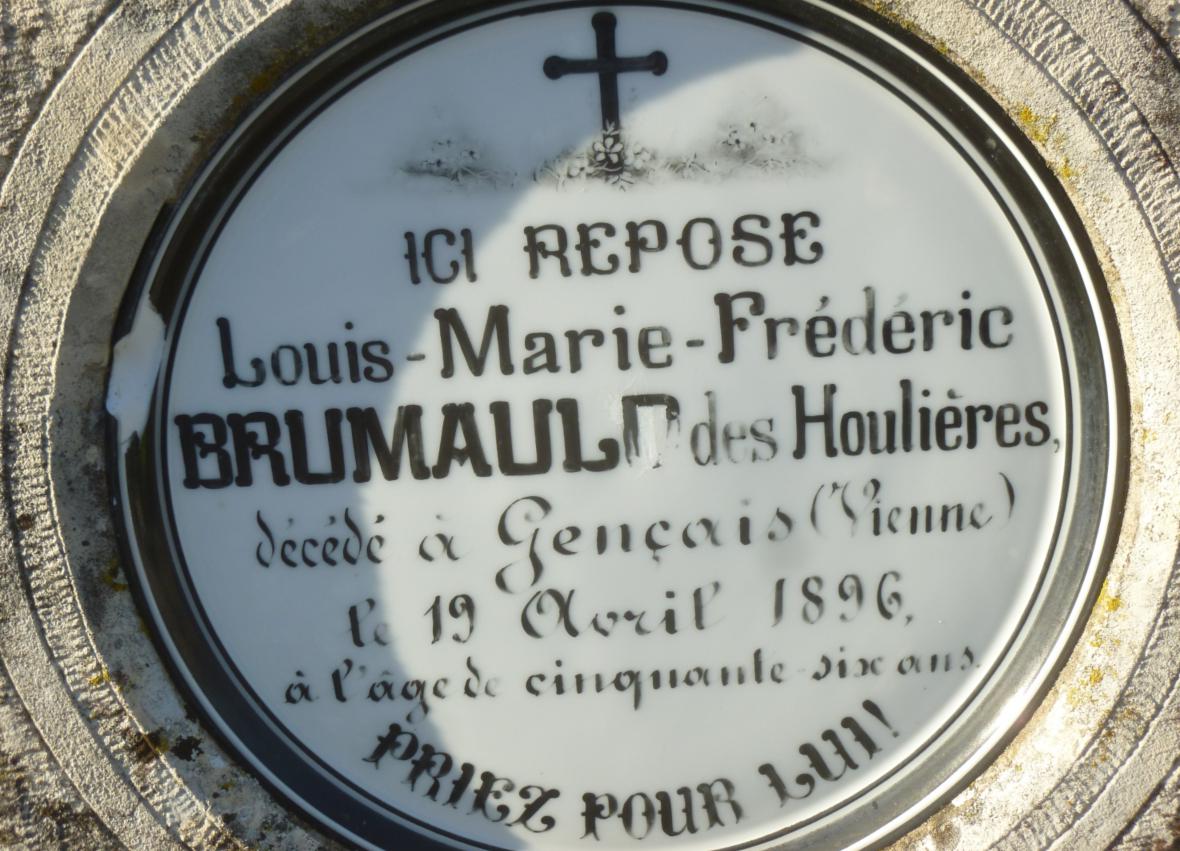 ICI REPOSE
Louis-Marie-Frédéric
BRUMAULD des Houlières,
décédé à Gençais (Vienne)
le 19 Avril 1896,
à l'âge de cinquante-six ans.
PRIEZ POUR LUI!